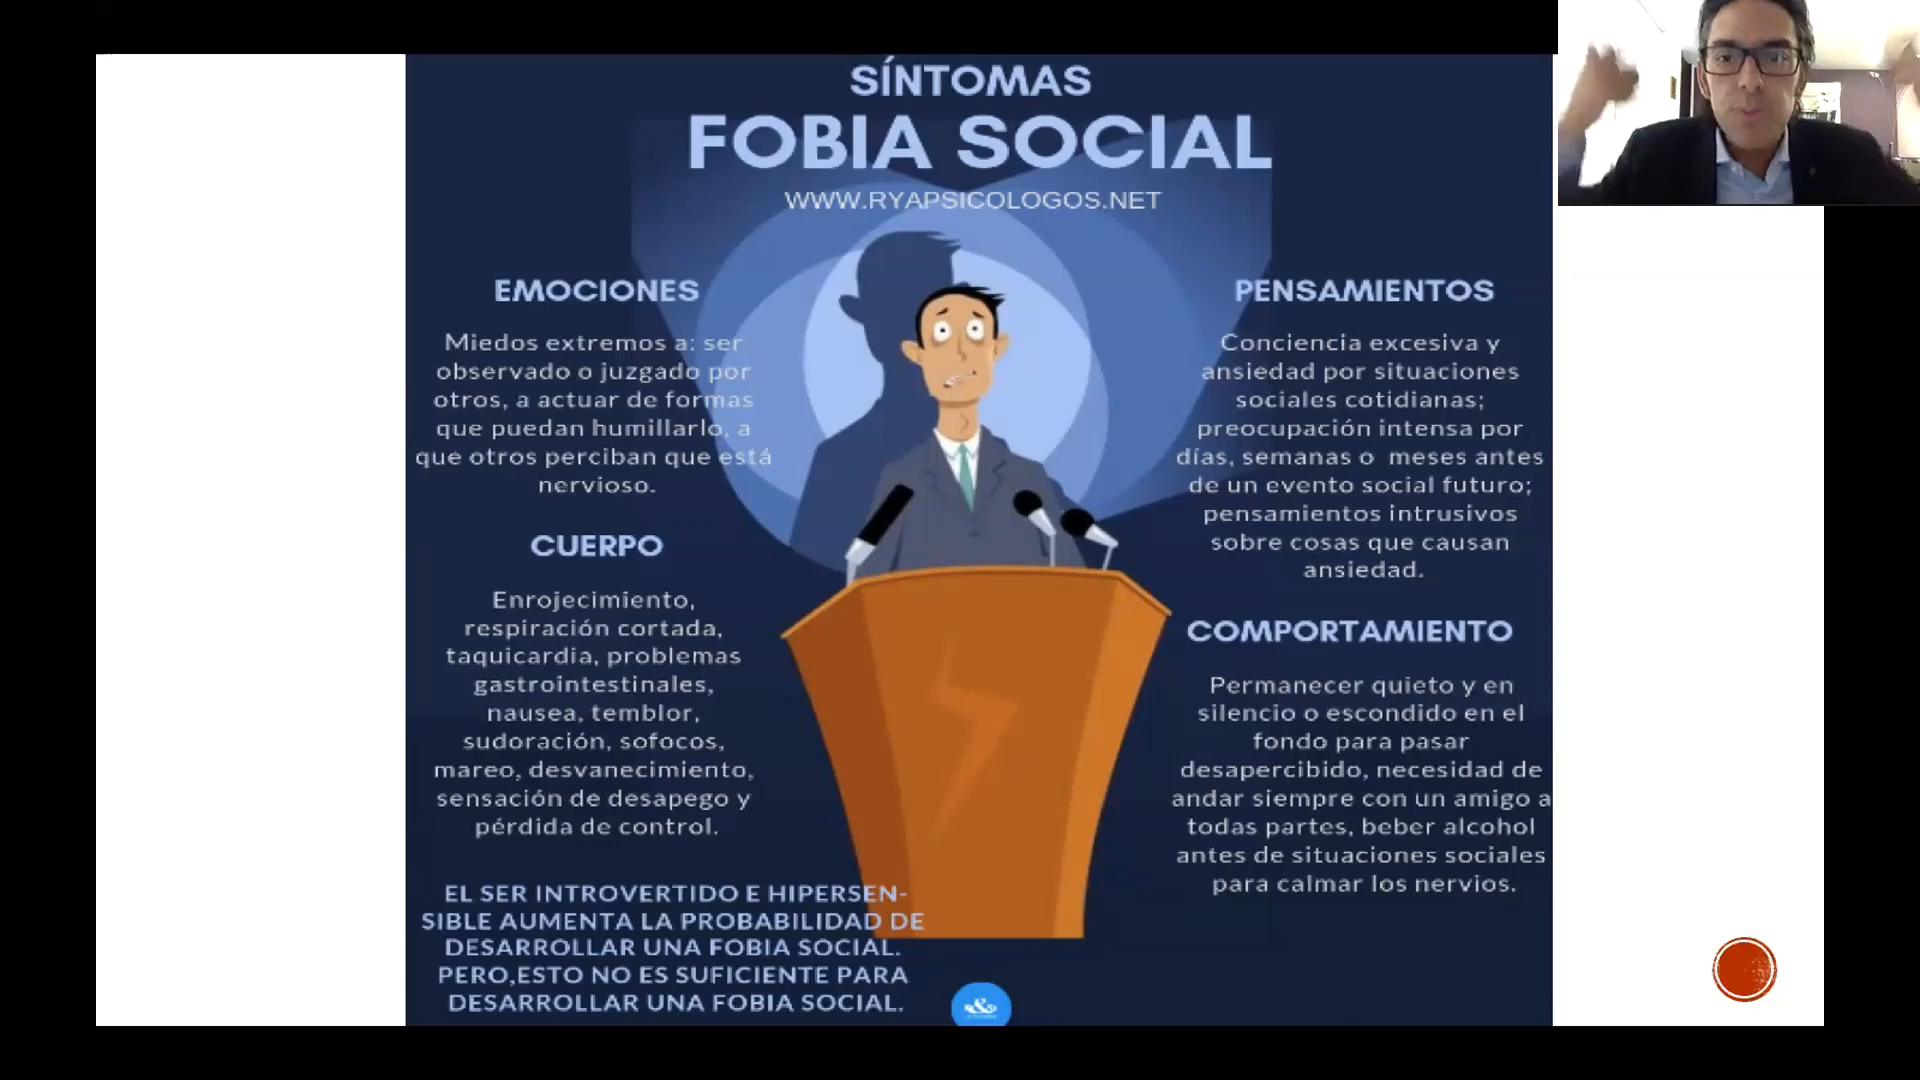 SÍNTOMAS
FOBIA SOCIAL
WWW.RYAPSICOLOGOS.NET
EMOCIONES
Miedos extremos a: ser
observado o juzgado por
otros, a actuar de formas
que puedan humillarlo, a
que otros perciban que está
nervioso.
CUERPO
Enrojecimiento,
respiración cortada,
taquicardia, problemas
gastrointestinales,
nausea, temblor,
sudoración, sofocos,
mareo, desvanecimiento,
sensación de desapego y
pérdida de control.
EL SER INTROVERTIDO E HIPERSEN-
SIBLE AUMENTA LA PROBABILIDAD DE
DESARROLLAR UNA FOBIA SOCIAL.
PERO,ESTO NO ES SUFICIENTE PARA
DESARROLLAR UNA FOBIA SOCIAL.
PENSAMIENTOS
Conciencia excesiva y
ansiedad por situaciones
sociales cotidianas;
preocupación intensa por
días, semanas o meses antes
de un evento social futuro;
pensamientos intrusivos
sobre cosas que causan
ansiedad.
COMPORTAMIENTO
Permanecer quieto y en
silencio o escondido en el
fondo para pasar
desapercibido, necesidad de
andar siempre con un amigo a
todas partes, beber alcohol
antes de situaciones sociales
para calmar los nervios.
&